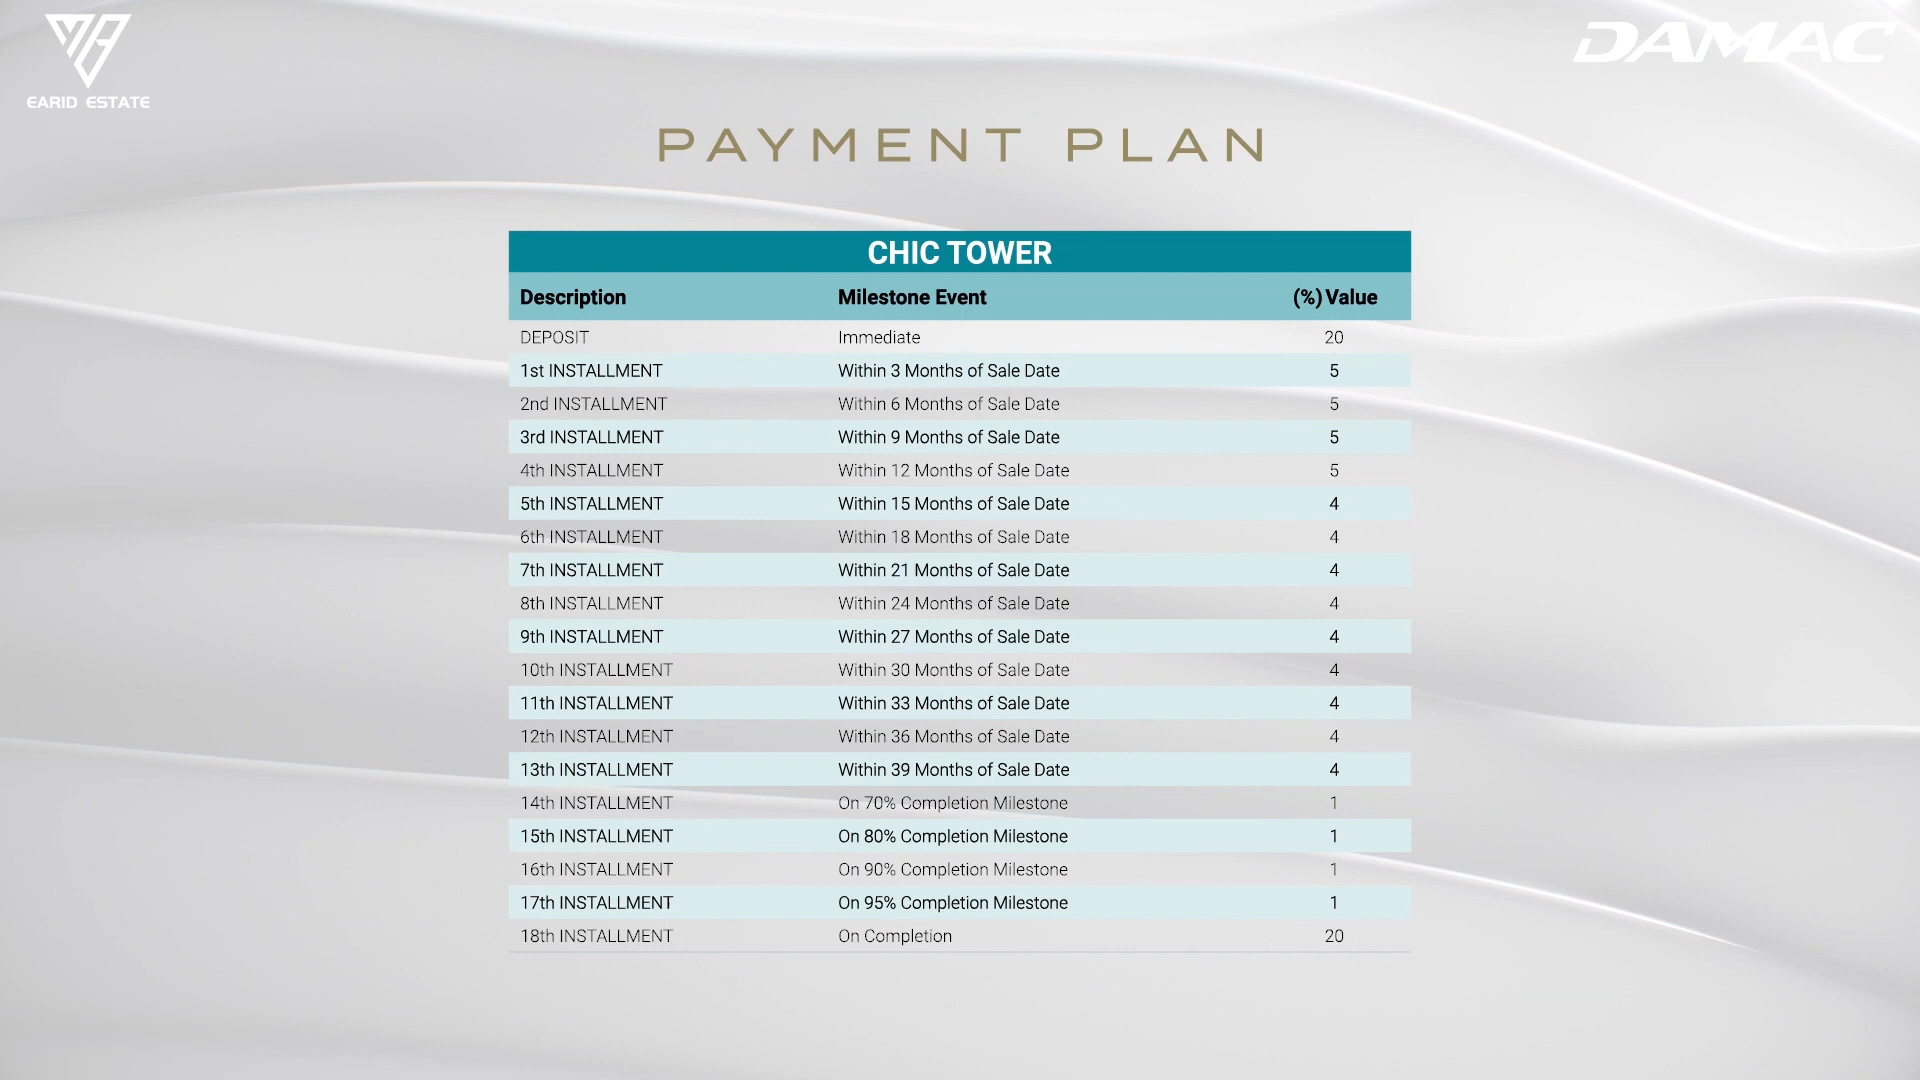 EARID ESTATE
DAMAC
PAYMENT PLAN
CHIC TOWER
Description Milestone Event (%) Value
DEPOSIT Immediate 20
1st INSTALLMENT Within 3 Months of Sale Date 5
2nd INSTALLMENT Within 6 Months of Sale Date 5
3rd INSTALLMENT Within 9 Months of Sale Date 5
4th INSTALLMENT Within 12 Months of Sale Date 5
5th INSTALLMENT Within 15 Months of Sale Date 4
6th INSTALLMENT Within 18 Months of Sale Date 4
7th INSTALLMENT Within 21 Months of Sale Date 4
8th INSTALLMENT Within 24 Months of Sale Date 4
9th INSTALLMENT Within 27 Months of Sale Date 4
10th INSTALLMENT Within 30 Months of Sale Date 4
11th INSTALLMENT Within 33 Months of Sale Date 4
12th INSTALLMENT Within 36 Months of Sale Date 4
13th INSTALLMENT Within 39 Months of Sale Date 4
14th INSTALLMENT On 70% Completion Milestone 1
15th INSTALLMENT On 80% Completion Milestone 1
16th INSTALLMENT On 90% Completion Milestone 1
17th INSTALLMENT On 95% Completion Milestone 1
18th INSTALLMENT On Completion 20